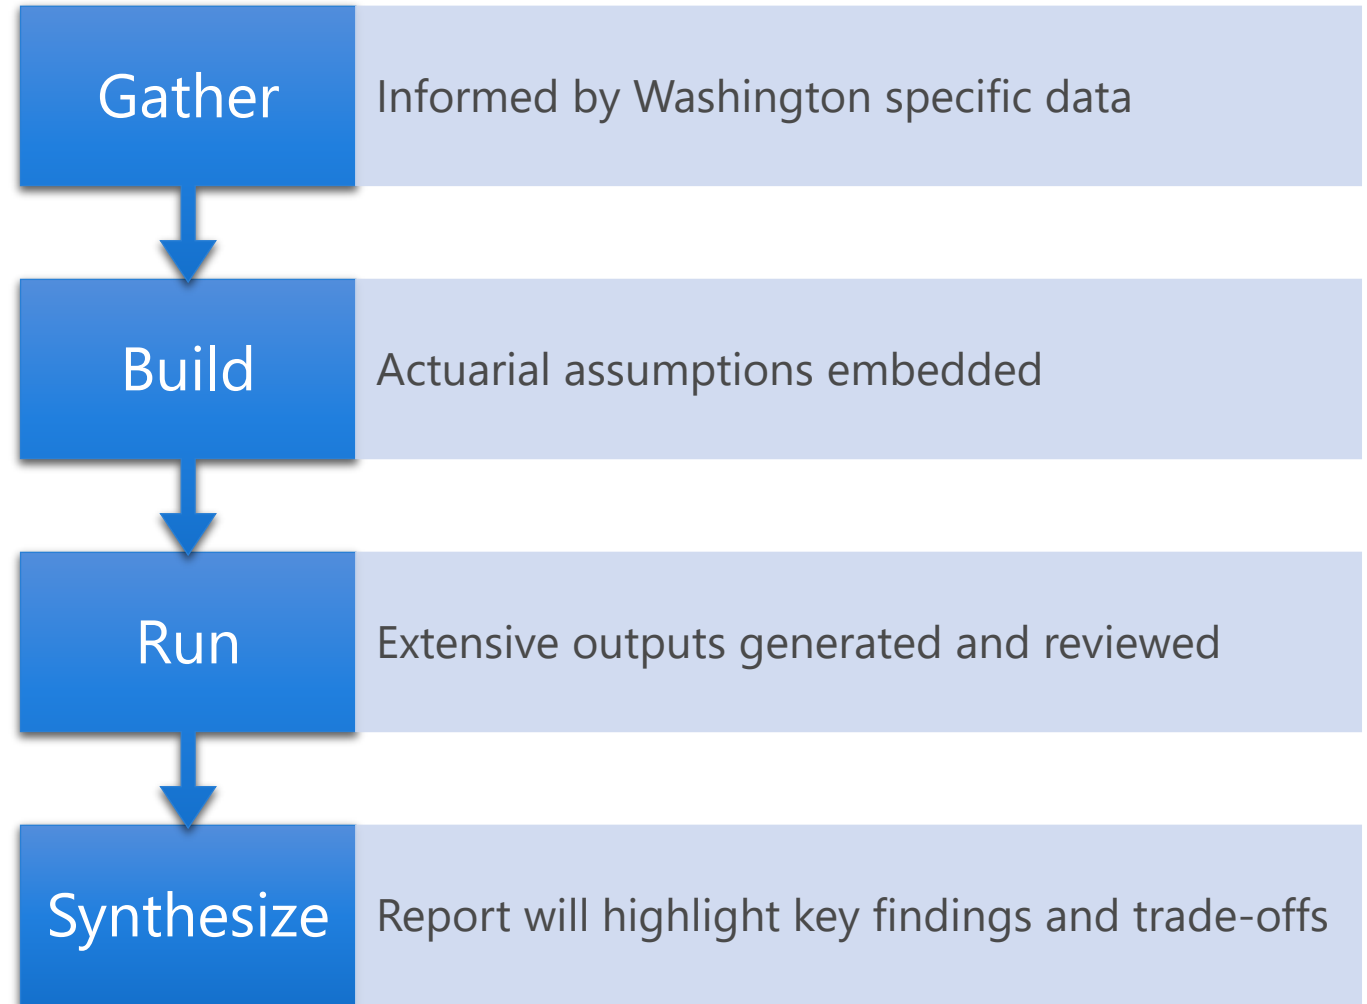 Gather
Informed by Washington specific data
Build
Actuarial assumptions embedded
Run
Extensive outputs generated and reviewed
Synthesize
Report will highlight key findings and trade-offs